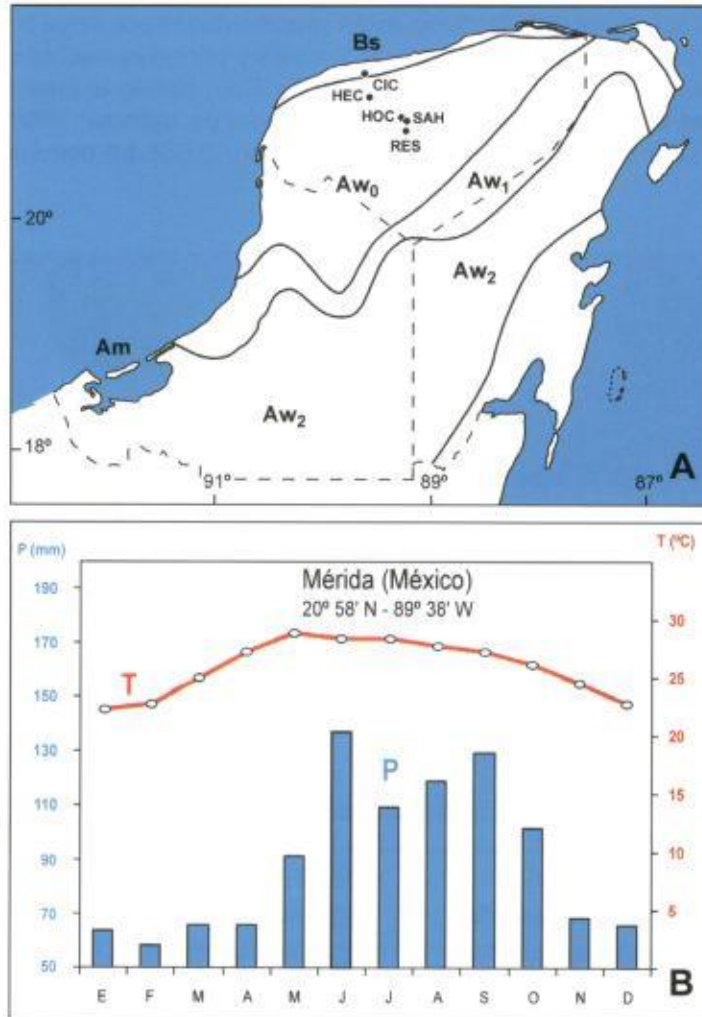 Bs
CIC
HEC
HOC SAH
RES
Aw₀
Aw₁
20º
Aw₂
Am
Aw₂
18º
91º
89º
87º
A
P (mm)
T (ºC)
Mérida (México)
20º 58' N - 89º 38' W
190
170
150
130
110
90
70
50
30
25
20
15
10
5
T
P
E F M A M J J A S O N D
B